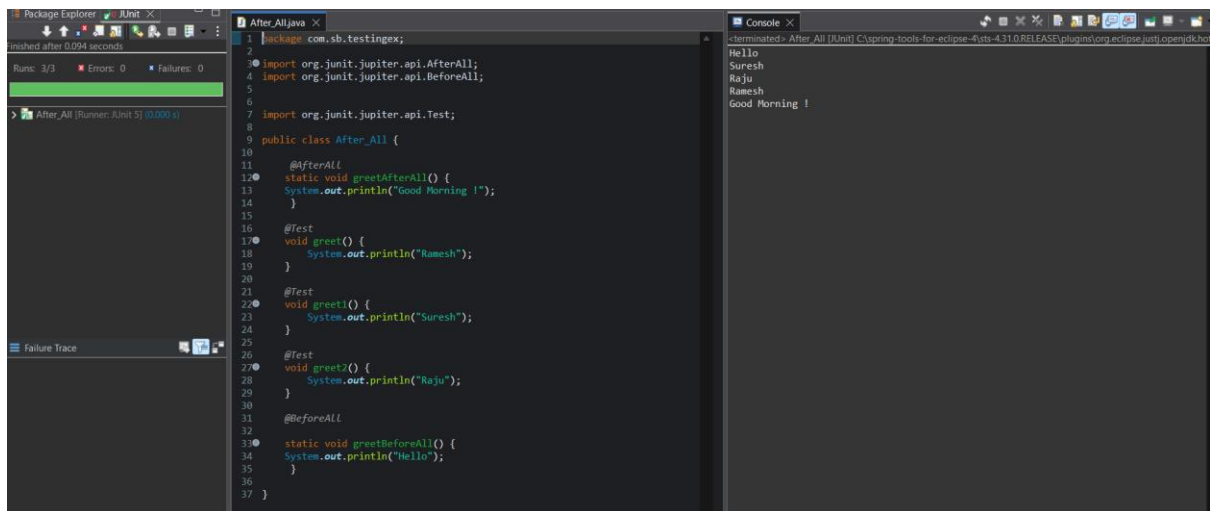 Package Explorer JUnit ×
Finished after 0.094 seconds
Runs: 3/3 Errors: 0 Failures: 0
After_All [Runner: JUnit 5] (0.000 s)
Failure Trace
After_All.java ×
1 package com.sb.testingex;
2
3 import org.junit.jupiter.api.AfterAll;
4 import org.junit.jupiter.api.BeforeAll;
5
6
7 import org.junit.jupiter.api.Test;
8
9 public class After_All {
10
11 @AfterAll
12 static void greetAfterAll() {
13 System.out.println("Good Morning !");
14 }
15
16 @Test
17 void greet() {
18 System.out.println("Ramesh");
19 }
20
21 @Test
22 void greet1() {
23 System.out.println("Suresh");
24 }
25
26 @Test
27 void greet2() {
28 System.out.println("Raju");
29 }
30
31 @BeforeAll
32
33 static void greetBeforeAll() {
34 System.out.println("Hello");
35 }
36
37 }
Console ×
<terminated> After_All [JUnit] C:\spring-tools-for-eclipse-4\sts-4.31.0.RELEASE\plugins\org.eclipse.justj.openjdk.ho
Hello
Suresh
Raju
Ramesh
Good Morning !